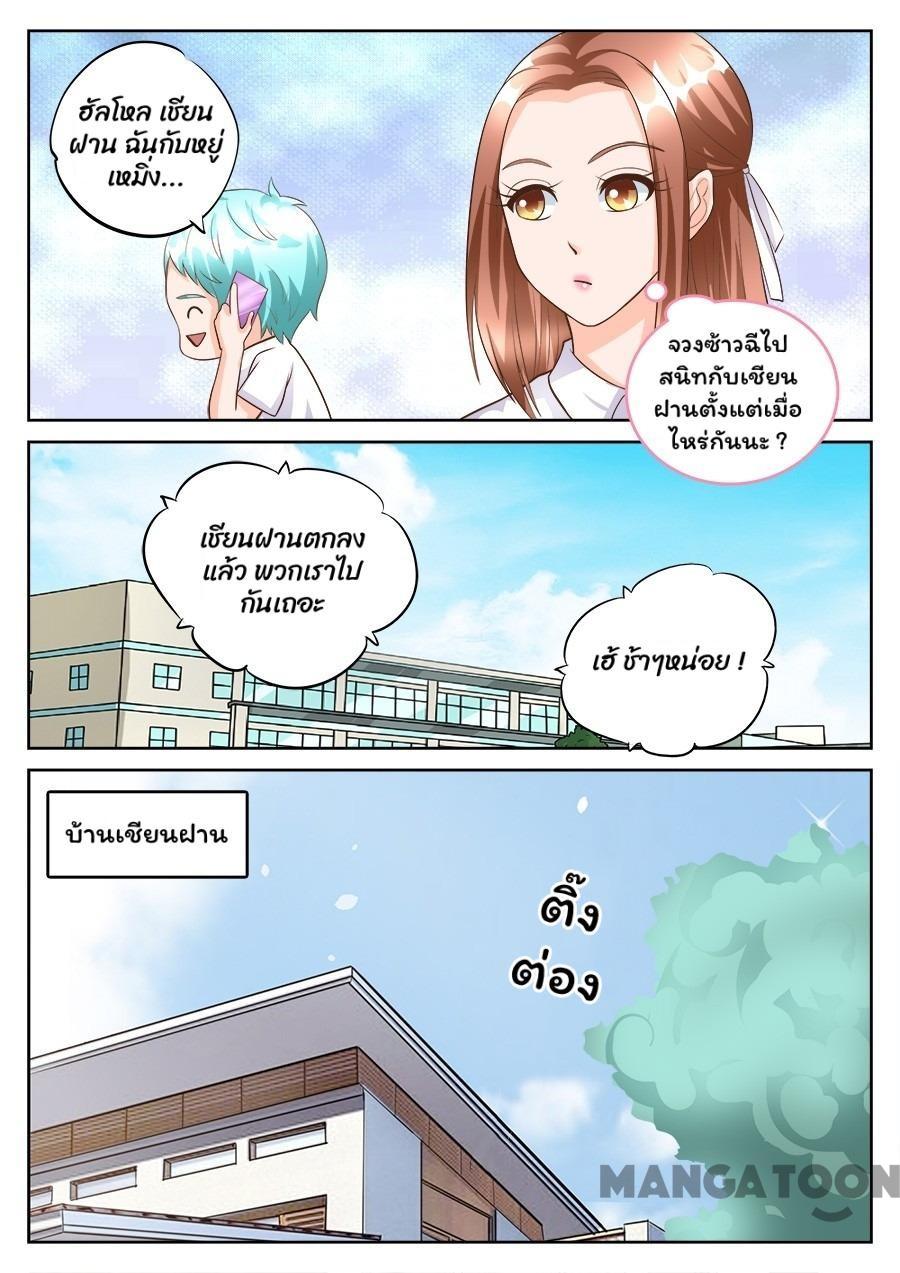 ฮัลโหล เชียน
ฝาน ฉันกับหยู่
เหมิ่ง...
จวงซ้าวฉีไป
สนิทกับเชียน
ฝานตั้งแต่เมื่อ
ไหร่กันนะ ?
เชียนฝานตกลง
แล้ว พวกเราไป
กันเถอะ
เฮ้ ช้าๆหน่อย !
บ้านเชียนฝาน
ติ๊ง
ต่อง
MANGATOON